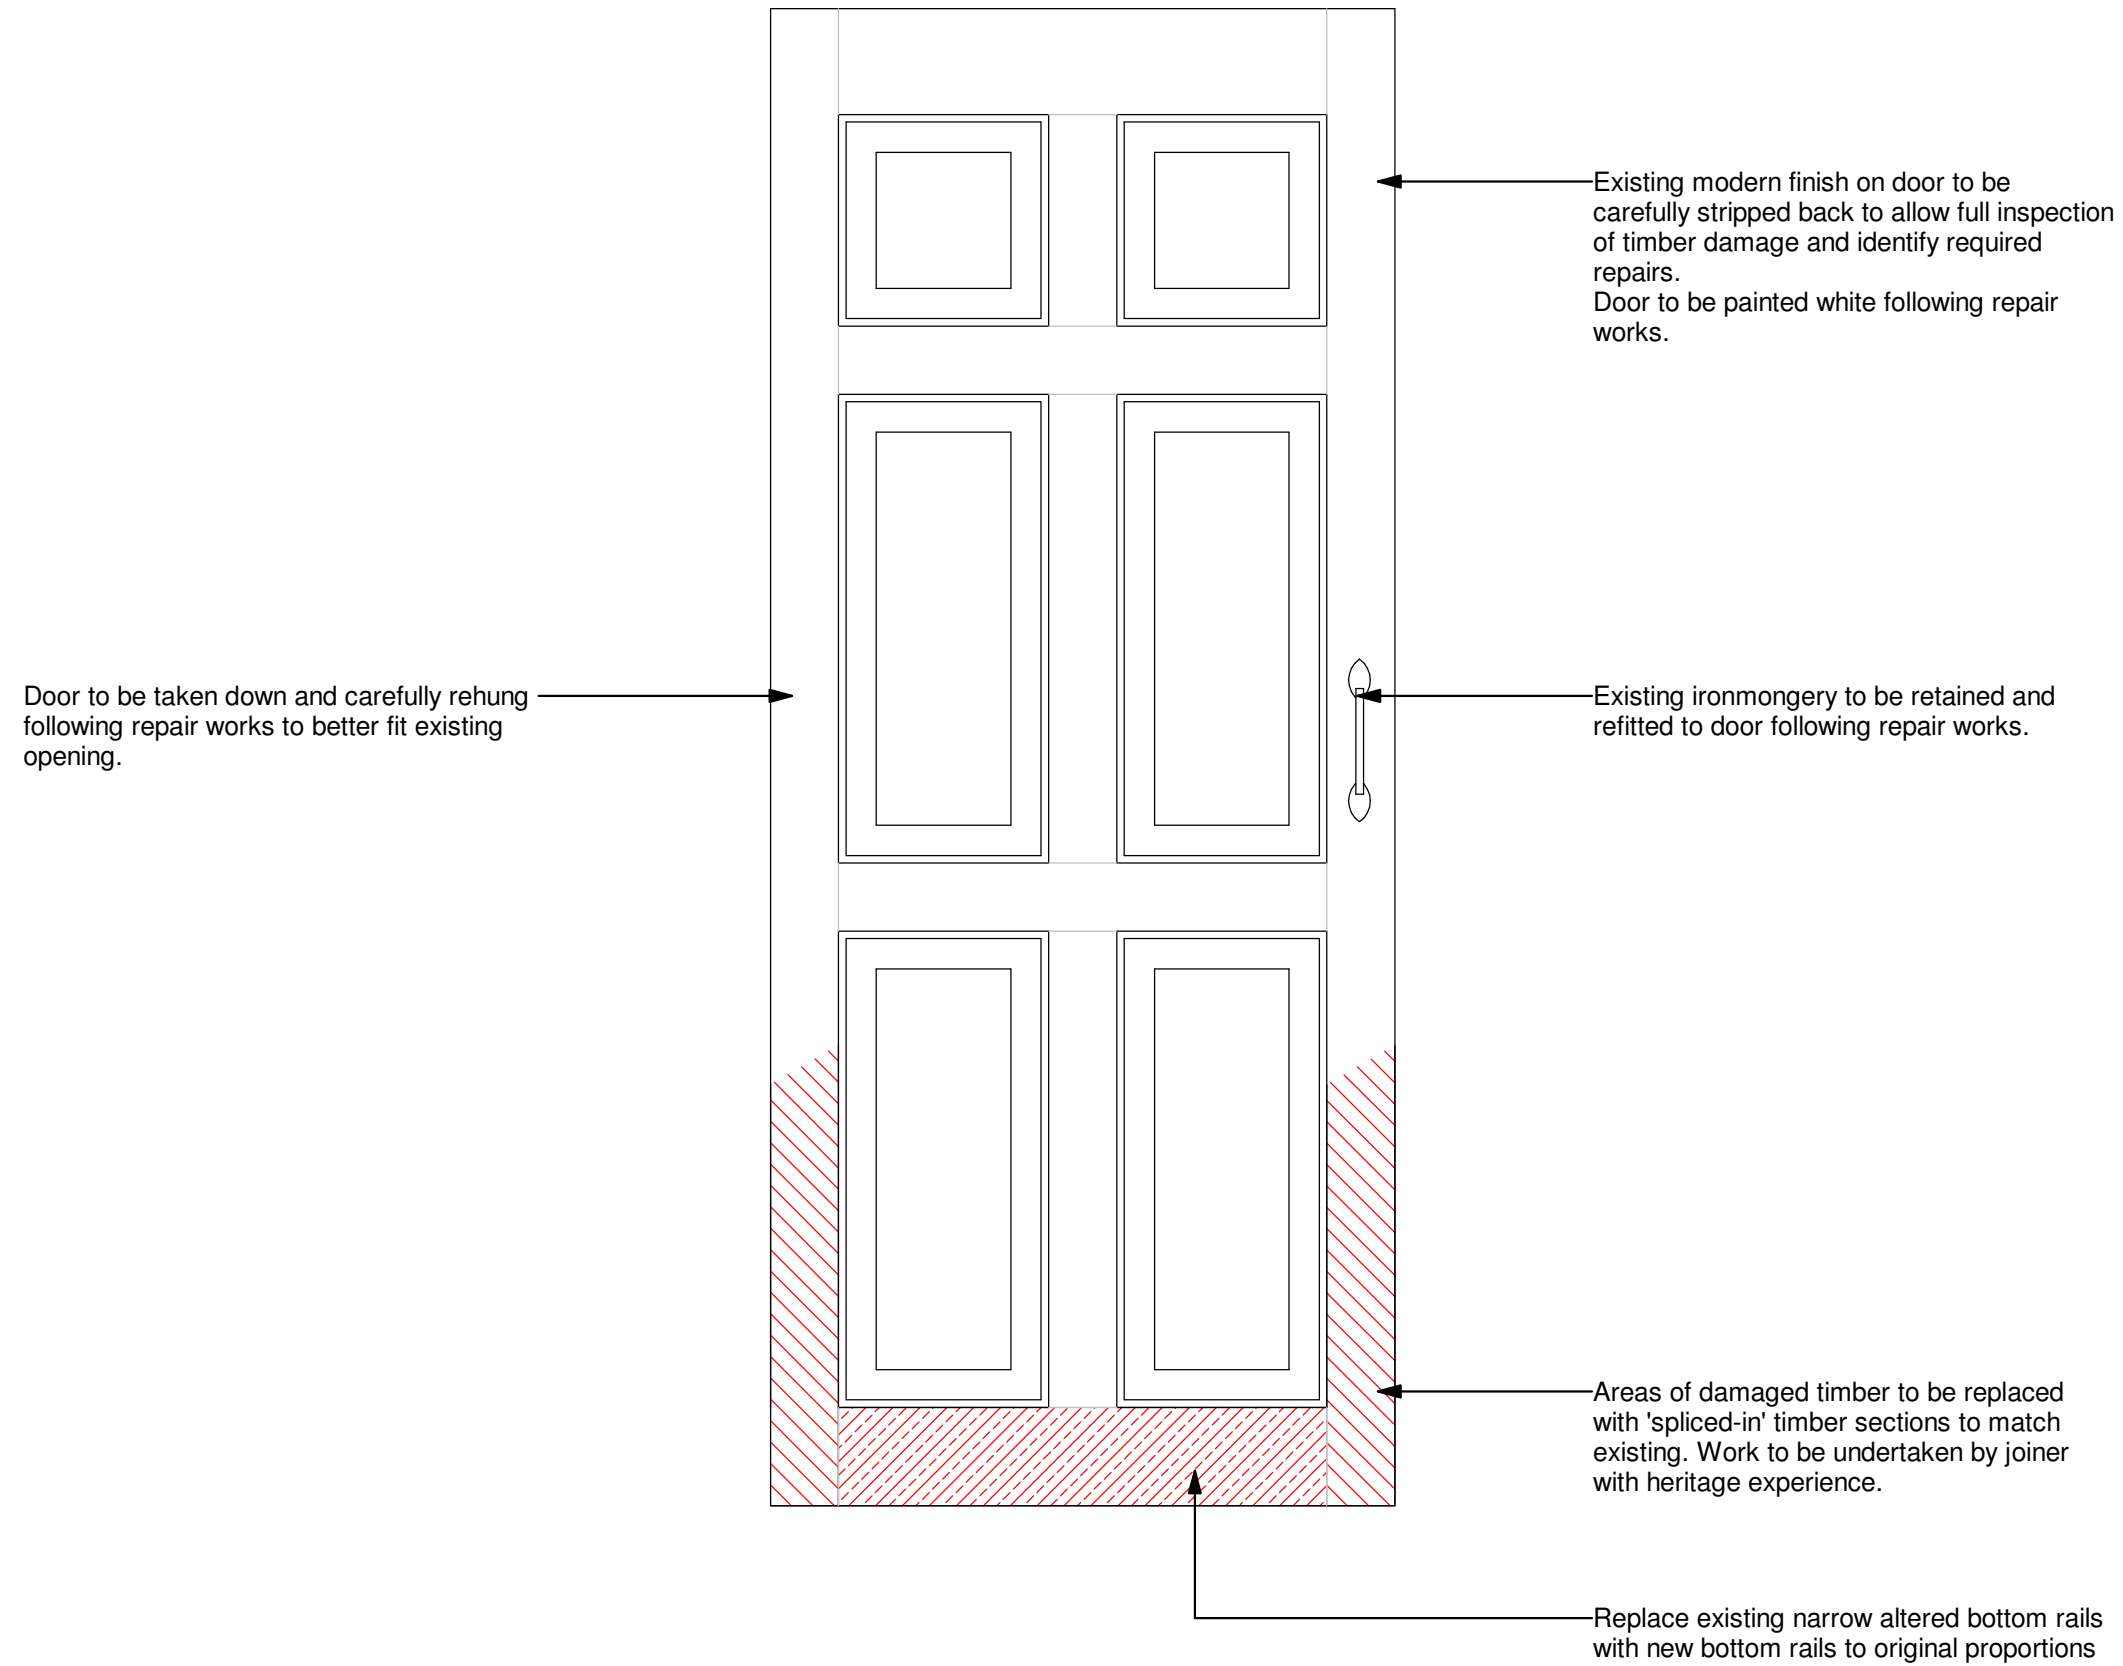 Existing modern finish on door to be
carefully stripped back to allow full inspection
of timber damage and identify required
repairs.
Door to be painted white following repair
works.
Door to be taken down and carefully rehung
following repair works to better fit existing
opening.
Existing ironmongery to be retained and
refitted to door following repair works.
Areas of damaged timber to be replaced
with 'spliced-in' timber sections to match
existing. Work to be undertaken by joiner
with heritage experience.
Replace existing narrow altered bottom rails
with new bottom rails to original proportions